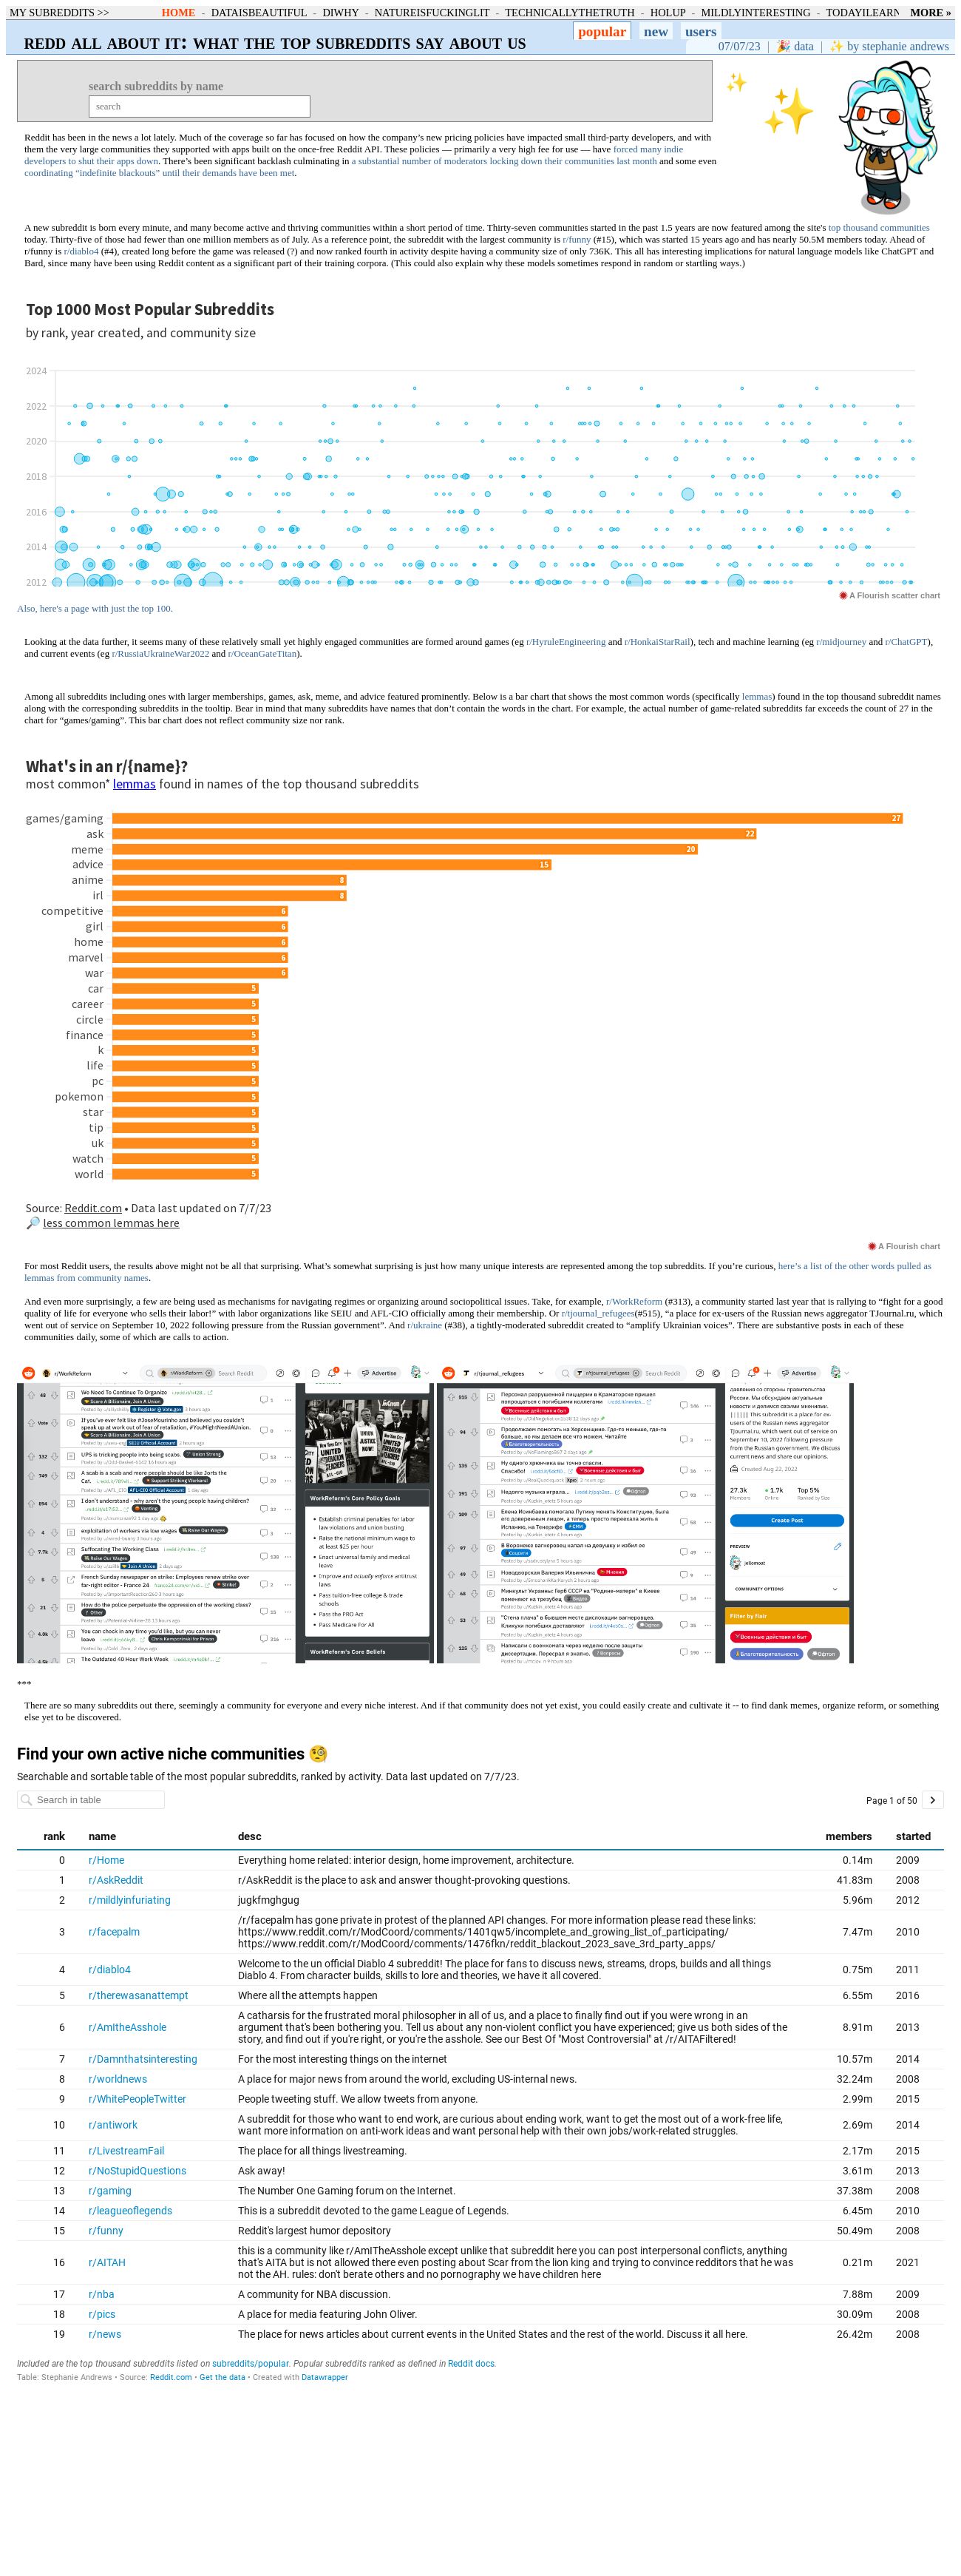 MY SUBREDDITS >> HOME - DATAISBEAUTIFUL - DIWHY - NATUREISFUCKINGLIT - TECHNICALLYTHETRUTH - HOLUP - MILDLYINTERESTING - TODAYILEARN MORE »
REDD ALL ABOUT IT: WHAT THE TOP SUBREDDITS SAY ABOUT US
popular new users
07/07/23 | 🎉 data | ✨ by stephanie andrews
search subreddits by name
search
Reddit has been in the news a lot lately. Much of the coverage so far has focused on how the company’s new pricing policies have impacted small third-party developers, and with
them the very large communities they supported with apps built on the once-free Reddit API. These policies — primarily a very high fee for use — have forced many indie
developers to shut their apps down. There’s been significant backlash culminating in a substantial number of moderators locking down their communities last month and some even
coordinating “indefinite blackouts” until their demands have been met.
A new subreddit is born every minute, and many become active and thriving communities within a short period of time. Thirty-seven communities started in the past 1.5 years are now featured among the site's top thousand communities
today. Thirty-five of those had fewer than one million members as of July. As a reference point, the subreddit with the largest community is r/funny (#15), which was started 15 years ago and has nearly 50.5M members today. Ahead of
r/funny is r/diablo4 (#4), created long before the game was released (?) and now ranked fourth in activity despite having a community size of only 736K. This all has interesting implications for natural language models like ChatGPT and
Bard, since many have been using Reddit content as a significant part of their training corpora. (This could also explain why these models sometimes respond in random or startling ways.)
Top 1000 Most Popular Subreddits
by rank, year created, and community size
2024
2022
2020
2018
2016
2014
2012
A Flourish scatter chart
Also, here's a page with just the top 100.
Looking at the data further, it seems many of these relatively small yet highly engaged communities are formed around games (eg r/HyruleEngineering and r/HonkaiStarRail), tech and machine learning (eg r/midjourney and r/ChatGPT),
and current events (eg r/RussiaUkraineWar2022 and r/OceanGateTitan).
Among all subreddits including ones with larger memberships, games, ask, meme, and advice featured prominently. Below is a bar chart that shows the most common words (specifically lemmas) found in the top thousand subreddit names
along with the corresponding subreddits in the tooltip. Bear in mind that many subreddits have names that don’t contain the words in the chart. For example, the actual number of game-related subreddits far exceeds the count of 27 in the
chart for “games/gaming”. This bar chart does not reflect community size nor rank.
What's in an r/{name}?
most common* lemmas found in names of the top thousand subreddits
games/gaming 27
ask 22
meme 20
advice 15
anime 8
irl 8
competitive 6
girl 6
home 6
marvel 6
war 6
car 5
career 5
circle 5
finance 5
k 5
life 5
pc 5
pokemon 5
star 5
tip 5
uk 5
watch 5
world 5
Source: Reddit.com • Data last updated on 7/7/23
🔎 less common lemmas here
A Flourish chart
For most Reddit users, the results above might not be all that surprising. What’s somewhat surprising is just how many unique interests are represented among the top subreddits. If you’re curious, here’s a list of the other words pulled as
lemmas from community names.
And even more surprisingly, a few are being used as mechanisms for navigating regimes or organizing around sociopolitical issues. Take, for example, r/WorkReform (#313), a community started last year that is rallying to “fight for a good
quality of life for everyone who sells their labor!” with labor organizations like SEIU and AFL-CIO officially among their membership. Or r/tjournal_refugees(#515), “a place for ex-users of the Russian news aggregator TJournal.ru, which
went out of service on September 10, 2022 following pressure from the Russian government”. And r/ukraine (#38), a tightly-moderated subreddit created to “amplify Ukrainian voices”. There are substantive posts in each of these
communities daily, some of which are calls to action.
r/WorkReform
r/WorkReform Search Reddit
Advertise
We Need To Continue To Organize
If you've ever felt like #JoseMourinho and believed you couldn't
UPS is tricking people into being scabs.
A scab is a scab and more people should be like Jorts the
Cat.
I don't understand - why aren't the young people having children?
exploitation of workers via low wages
Suffocating The Working Class
French Sunday newspaper on strike: Employees renew strike over
far-right editor - France 24
How do the police perpetuate the oppression of the working class?
You can check in any time you'd like, but you can never
leave
The Outdated 40 Hour Work Week
WorkReform's Core Policy Goals
Establish criminal penalties for labor
law violations and union busting
Raise the national minimum wage to
at least $25 per hour
Enact universal family and medical
leave
Improve and actually enforce antitrust
laws
Pass tuition-free college & trade
schools
Pass the PRO Act
Pass Medicare For All
WorkReform's Core Beliefs
r/tjournal_refugees
r/tjournal_refugees Search Reddit
Advertise
Персонал разрушенной пиццерии в Краматорске пришел
попрощаться с погибшими коллегами
Продолжаем помогать на Херсонщине. Где-то меньше, где-то
больше, но мы все что-то можем. Читайте
Ну одного крючочка вы точно достали.
Спасибо!
Недолго музыка играла...
Елена Исинбаева помогала Путину менять Конституцию, была
его доверенным лицом, а теперь просто переехала жить в
Испанию, на Тенерифе
В Воронеже вагнеровец напал на девушку и избил ее
Новодворская Валерия Ильинична
Минкульт Украины: Герб СССР на "Родине-матери" в Киеве
поменяют на трезубец
"Стена плача" в бывшем месте дислокации вагнеровцев.
Кликухи погибших доставляют
Написал с военкомата через неделю после защиты
диссертации. Пересрал я знатно.
This subreddit is a place for ex-
users of the Russian news aggregator
TJournal.ru, which went out of service on
September 10, 2022 following pressure
from the Russian government. We discuss
current news and share our opinions.
Created Aug 22, 2022
27.3k 1.7k Top 5%
Members Online Ranked by Size
Create Post
PREVIEW
jellomoat
COMMUNITY OPTIONS
Filter by Flair
Военные действия и быт
Благотворительность Оффтоп
***
There are so many subreddits out there, seemingly a community for everyone and every niche interest. And if that community does not yet exist, you could easily create and cultivate it -- to find dank memes, organize reform, or something
else yet to be discovered.
Find your own active niche communities 🧐
Searchable and sortable table of the most popular subreddits, ranked by activity. Data last updated on 7/7/23.
Search in table Page 1 of 50
rank name desc members started
0 r/Home Everything home related: interior design, home improvement, architecture. 0.14m 2009
1 r/AskReddit r/AskReddit is the place to ask and answer thought-provoking questions. 41.83m 2008
2 r/mildlyinfuriating jugkfmghgug 5.96m 2012
/r/facepalm has gone private in protest of the planned API changes. For more information please read these links:
3 r/facepalm https://www.reddit.com/r/ModCoord/comments/1401qw5/incomplete_and_growing_list_of_participating/ 7.47m 2010
https://www.reddit.com/r/ModCoord/comments/1476fkn/reddit_blackout_2023_save_3rd_party_apps/
4 r/diablo4 Welcome to the un official Diablo 4 subreddit! The place for fans to discuss news, streams, drops, builds and all things 0.75m 2011
Diablo 4. From character builds, skills to lore and theories, we have it all covered.
5 r/therewasanattempt Where all the attempts happen 6.55m 2016
A catharsis for the frustrated moral philosopher in all of us, and a place to finally find out if you were wrong in an
6 r/AmItheAsshole argument that's been bothering you. Tell us about any non-violent conflict you have experienced; give us both sides of the 8.91m 2013
story, and find out if you're right, or you're the asshole. See our Best Of "Most Controversial" at /r/AITAFiltered!
7 r/Damnthatsinteresting For the most interesting things on the internet 10.57m 2014
8 r/worldnews A place for major news from around the world, excluding US-internal news. 32.24m 2008
9 r/WhitePeopleTwitter People tweeting stuff. We allow tweets from anyone. 2.99m 2015
10 r/antiwork A subreddit for those who want to end work, are curious about ending work, want to get the most out of a work-free life, 2.69m 2014
want more information on anti-work ideas and want personal help with their own jobs/work-related struggles.
11 r/LivestreamFail The place for all things livestreaming. 2.17m 2015
12 r/NoStupidQuestions Ask away! 3.61m 2013
13 r/gaming The Number One Gaming forum on the Internet. 37.38m 2008
14 r/leagueoflegends This is a subreddit devoted to the game League of Legends. 6.45m 2010
15 r/funny Reddit's largest humor depository 50.49m 2008
this is a community like r/AmITheAsshole except unlike that subreddit here you can post interpersonal conflicts, anything
16 r/AITAH that's AITA but is not allowed there even posting about Scar from the lion king and trying to convince redditors that he was 0.21m 2021
not the AH. rules: don't berate others and no pornography we have children here
17 r/nba A community for NBA discussion. 7.88m 2009
18 r/pics A place for media featuring John Oliver. 30.09m 2008
19 r/news The place for news articles about current events in the United States and the rest of the world. Discuss it all here. 26.42m 2008
Included are the top thousand subreddits listed on subreddits/popular. Popular subreddits ranked as defined in Reddit docs.
Table: Stephanie Andrews • Source: Reddit.com • Get the data • Created with Datawrapper